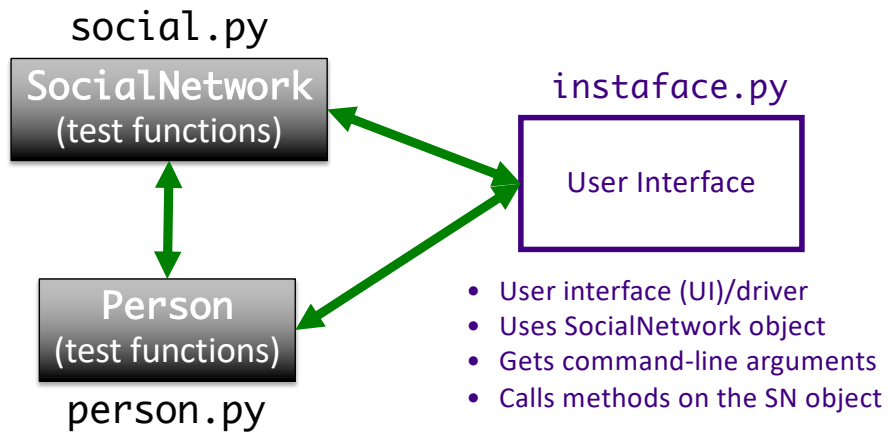 social.py
SocialNetwork
(test functions)
instaface.py
User Interface
Person
(test functions)
person.py
• User interface (UI)/driver
• Uses SocialNetwork object
• Gets command-line arguments
• Calls methods on the SN object